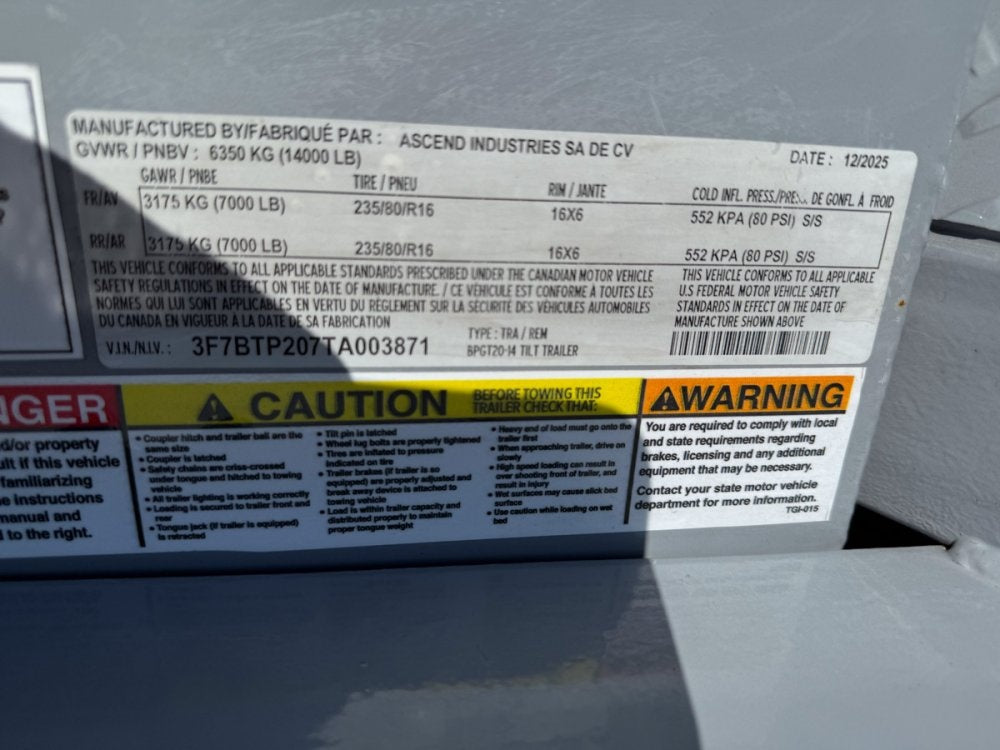 MANUFACTURED BY/FABRIQUÉ PAR : ASCEND INDUSTRIES SA DE CV DATE : 12/2025
GVWR / PNBV : 6350 KG (14000 LB)
GAWR / PNBE TIRE / PNEU RIM / JANTE COLD INFL. PRESS./PRES. DE GONFL. À FROID
FR/AV 3175 KG (7000 LB) 235/80/R16 16X6 552 KPA (80 PSI) S/S
RR/AR 3175 KG (7000 LB) 235/80/R16 16X6 552 KPA (80 PSI) S/S
THIS VEHICLE CONFORMS TO ALL APPLICABLE STANDARDS PRESCRIBED UNDER THE CANADIAN MOTOR VEHICLE
SAFETY REGULATIONS IN EFFECT ON THE DATE OF MANUFACTURE. / CE VÉHICULE EST CONFORME À TOUTES LES
NORMES QUI LUI SONT APPLICABLES EN VERTU DU RÉGLEMENT SUR LA SÉCURITÉ DES VÉHICULES AUTOMOBILES
DU CANADA EN VIGUEUR À LA DATE DE SA FABRICATION
THIS VEHICLE CONFORMS TO ALL APPLICABLE
U.S FEDERAL MOTOR VEHICLE SAFETY
STANDARDS IN EFFECT ON THE DATE OF
MANUFACTURE SHOWN ABOVE
V.I.N./N.I.V. : 3F7BTP207TA003871
TYPE : TRA / REM
BPGT20-14 TILT TRAILER
NGER
d/or property
ult if this vehicle
familiarizing
e instructions
manual and
l to the right.
CAUTION
BEFORE TOWING THIS
TRAILER CHECK THAT:
• Coupler hitch and trailer ball are the
same size
• Coupler is latched
• Safety chains are criss-crossed
under tongue and hitched to towing
vehicle
• All trailer lighting is working correctly
• Loading is secured to trailer front and
rear
• Tongue jack (if trailer is equipped)
is retracted
• Tilt pin is latched
• Wheel lug bolts are properly tightened
• Tires are inflated to pressure
indicated on tire
• Trailer brakes (if trailer is so
equipped) are properly adjusted and
break away device is attached to
towing vehicle
• Load is within trailer capacity and
distributed properly to maintain
proper tongue weight
• Heavy end of load must go onto the
trailer first
• When approaching trailer, drive on
slowly
• High speed loading can result in
over shooting front of trailer, and
result in injury
• Wet surfaces may cause slick bed
surface
• Use caution while loading on wet
bed
WARNING
You are required to comply with local
and state requirements regarding
brakes, licensing and any additional
equipment that may be necessary.
Contact your state motor vehicle
department for more information.
TGI-015